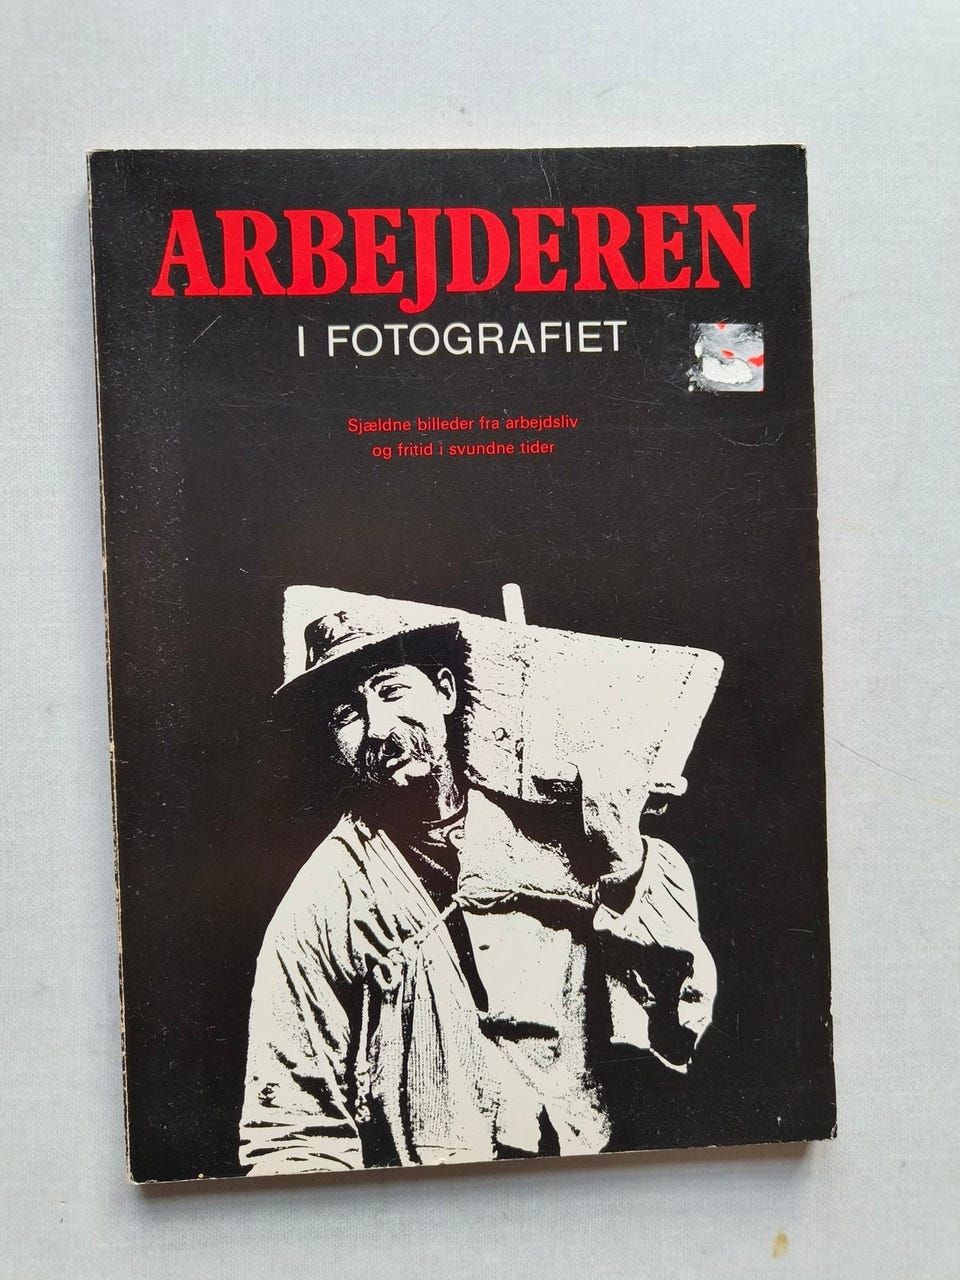 ARBEJDEREN
I FOTOGRAFIET
Sjældne billeder fra arbejdsliv
og fritid i svundne tider